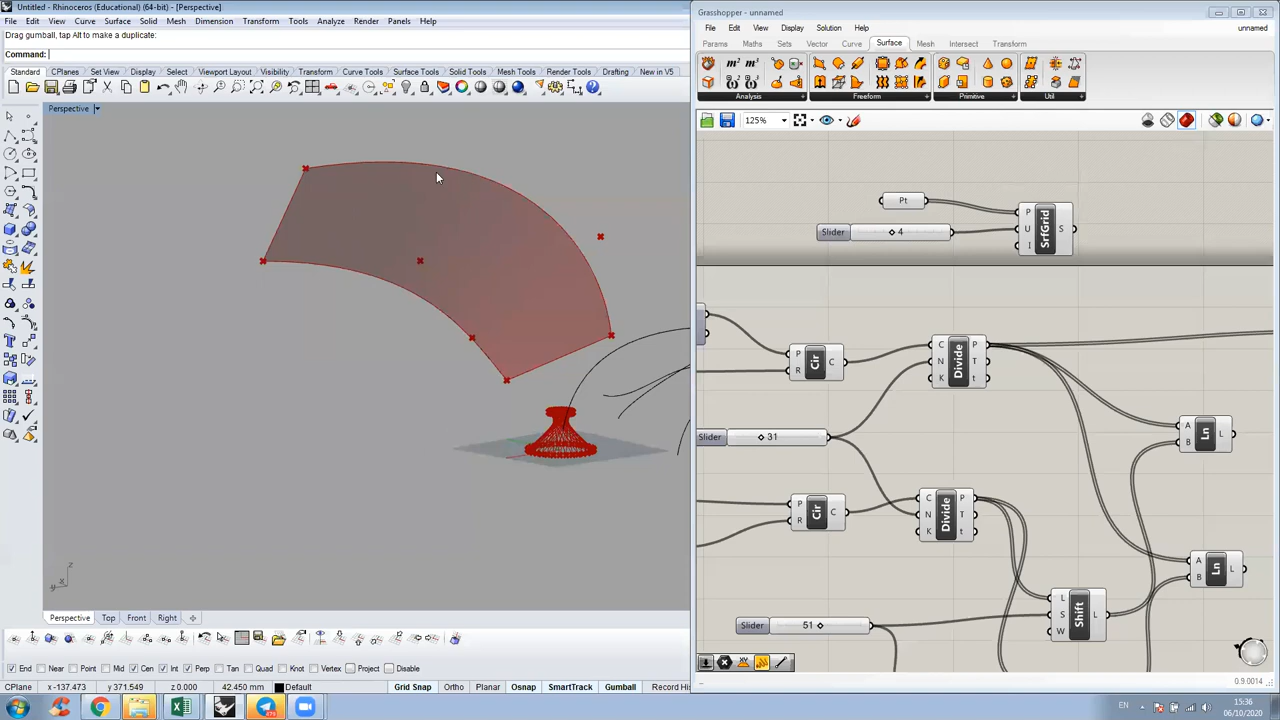 Untitled - Rhinoceros (Educational) (64-bit) - [Perspective]
File Edit View Curve Surface Solid Mesh Dimension Transform Tools Analyze Render Panels Help
Drag gumball, tap Alt to make a duplicate:
Command:
Standard CPlanes Set View Display Select Viewport Layout Visibility Transform Curve Tools Surface Tools Solid Tools Mesh Tools Render Tools Drafting New in V5
Perspective
z
x
y
Perspective Top Front Right
End Near Point Mid Cen Int Perp Tan Quad Knot Vertex Project Disable
CPlane x -137.473 y 371.549 z 0.000 42.450 mm Default Grid Snap Ortho Planar Osnap SmartTrack Gumball Record Hi
Grasshopper - unnamed
File Edit View Display Solution Help unnamed
Params Maths Sets Vector Curve Surface Mesh Intersect Transform
Analysis Freeform Primitive Util
125%
Pt
Slider 4
P U I SrfGrid S
P R Cir C
C N K Divide P T t
Slider 31
A B Ln L
P R Cir C
C N K Divide P T t
A B Ln L
Slider 51
L S W Shift L
0.9.0014
EN 15:36
06/10/2020